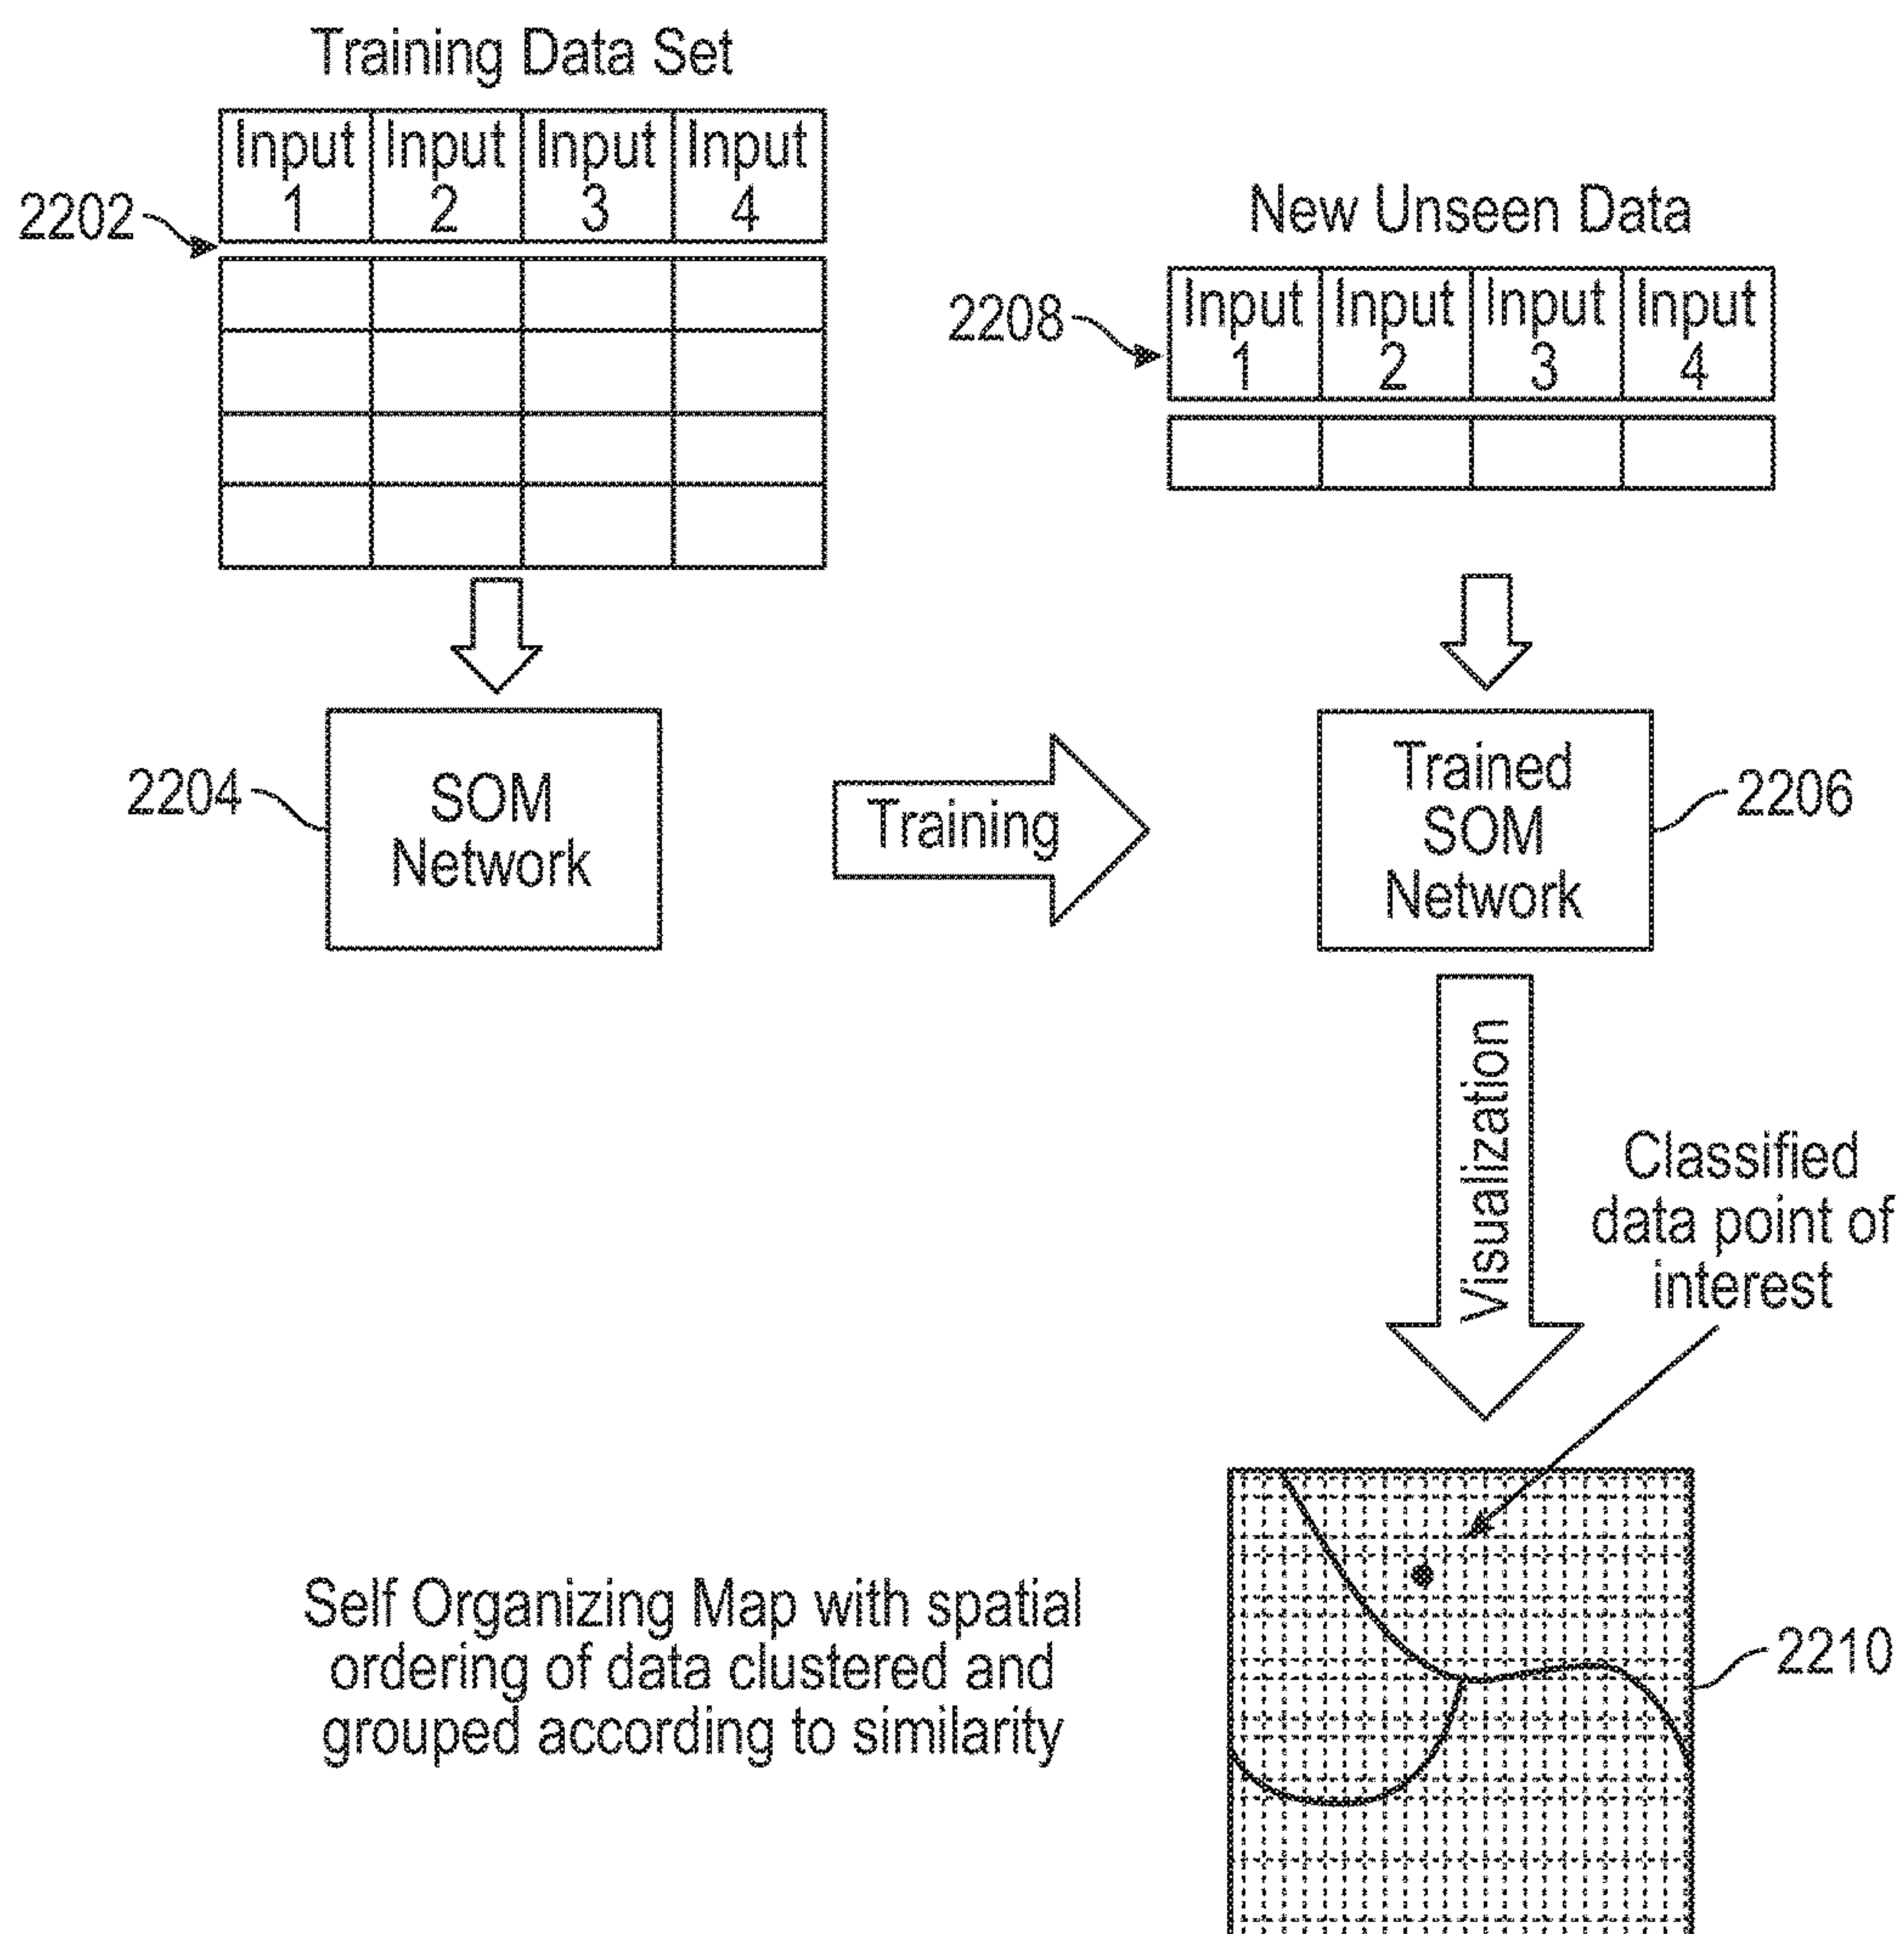 Training Data Set
Input Input Input Input
1 2 3 4
2202
New Unseen Data
Input Input Input Input
1 2 3 4
2208
SOM
Network
2204
Training
Trained
SOM
Network
2206
Visualization
Classified
data point of
interest
Self Organizing Map with spatial
ordering of data clustered and
grouped according to similarity
2210